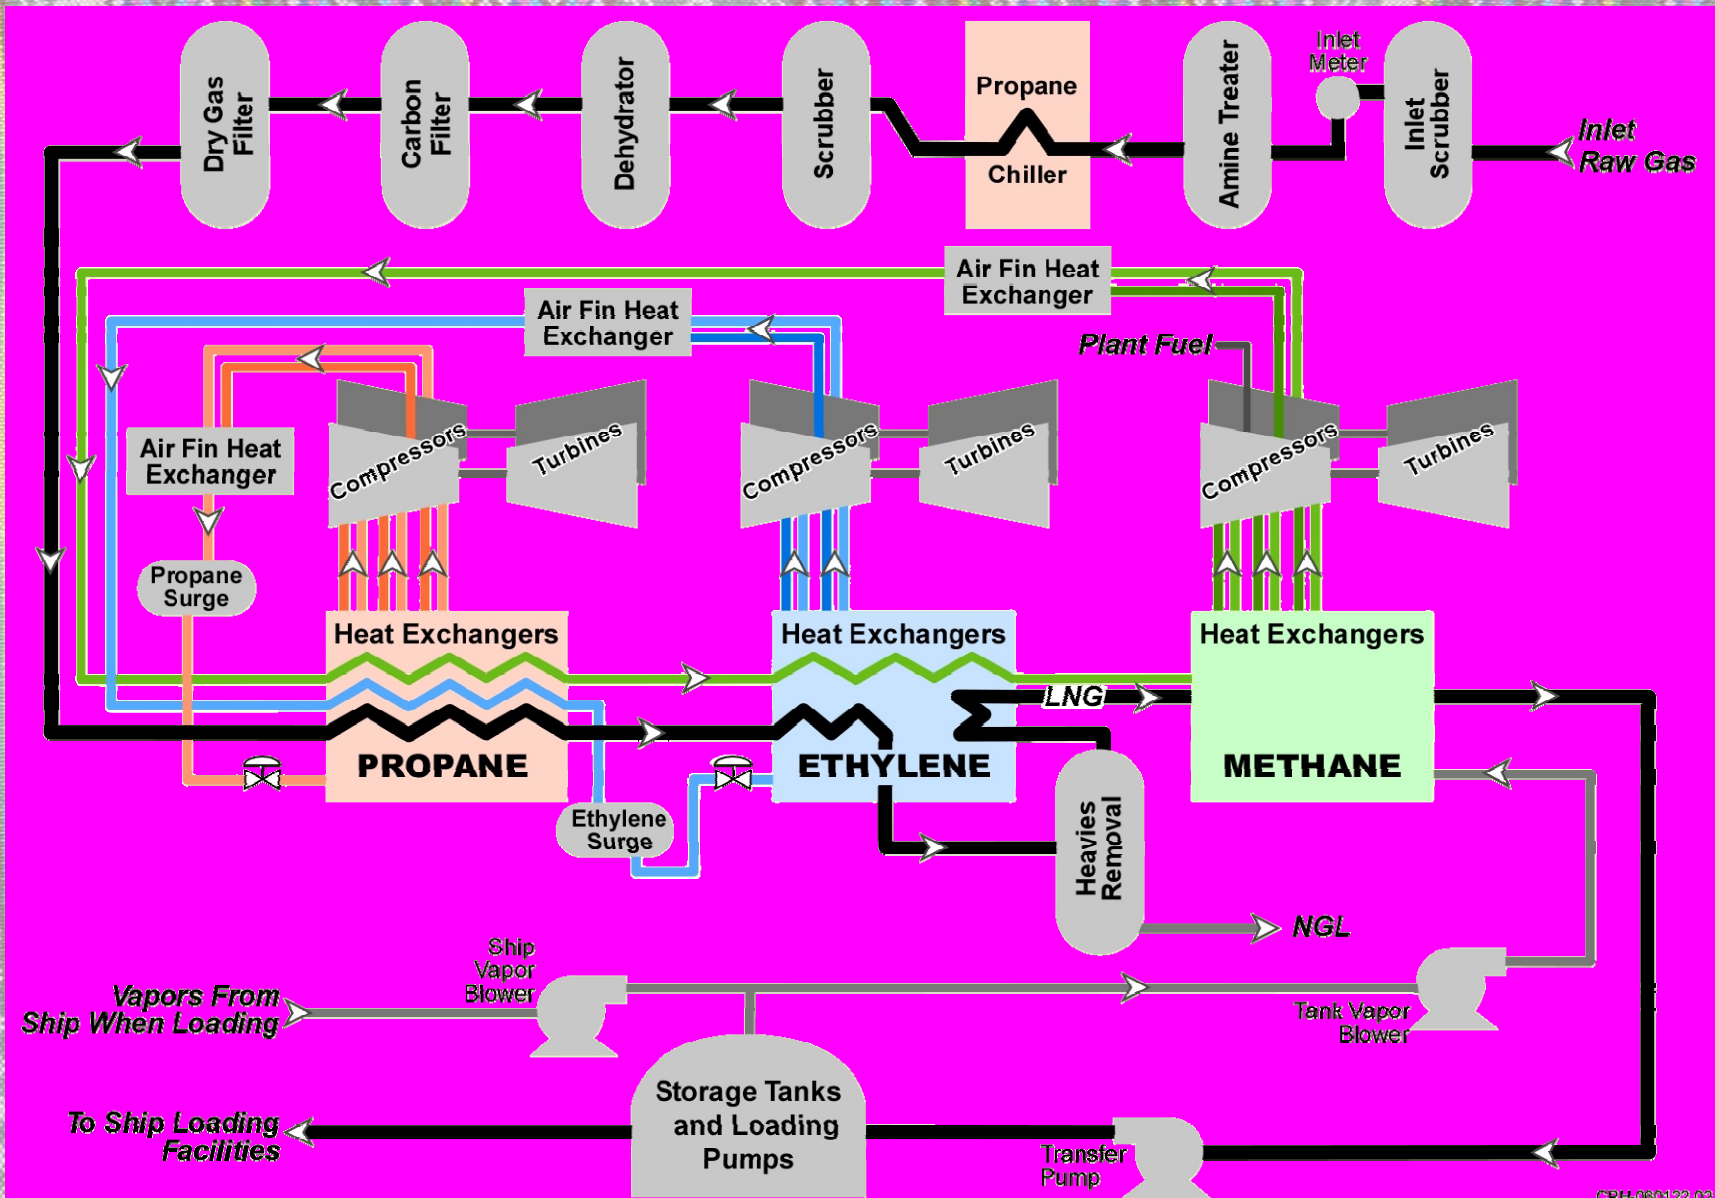 Dry Gas
Filter
Carbon
Filter
Dehydrator
Scrubber
Propane
Chiller
Amine Treater
Inlet
Meter
Inlet
Scrubber
Inlet
Raw Gas
Air Fin Heat
Exchanger
Air Fin Heat
Exchanger
Plant Fuel
Air Fin Heat
Exchanger
Compressors
Turbines
Compressors
Turbines
Compressors
Turbines
Propane
Surge
Heat Exchangers
PROPANE
Heat Exchangers
ETHYLENE
LNG
Heat Exchangers
METHANE
Ethylene
Surge
Heavies
Removal
NGL
Ship
Vapor
Blower
Vapors From
Ship When Loading
Tank Vapor
Blower
Storage Tanks
and Loading
Pumps
To Ship Loading
Facilities
Transfer
Pump